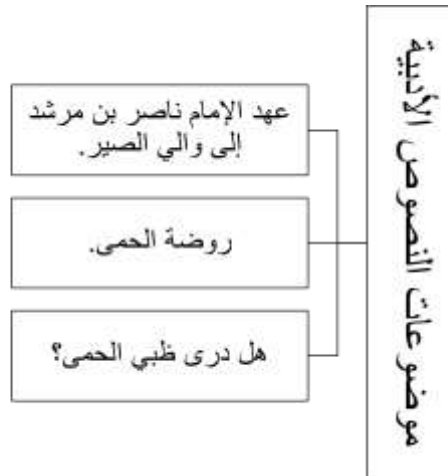 موضوعات النصوص الأدبية
عهد الإمام ناصر بن مرشد
إلى والي الصير.
روضة الحمى.
هل درى ظبي الحمى؟